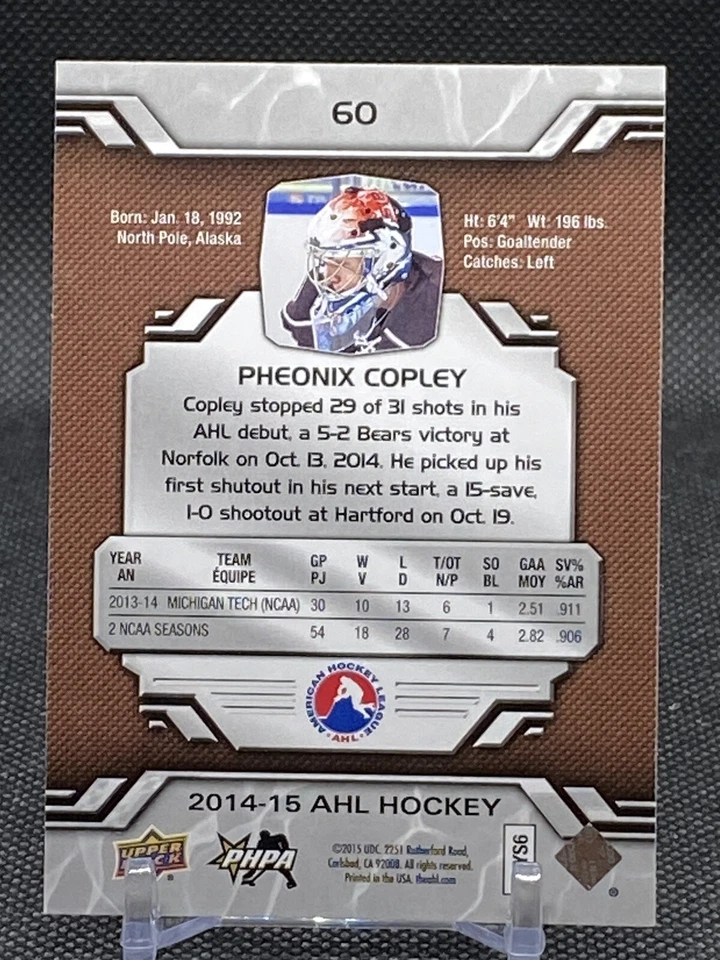 60
Born: Jan. 18, 1992
North Pole, Alaska
Ht: 6'4" Wt: 196 lbs.
Pos: Goaltender
Catches: Left
PHEONIX COPLEY
Copley stopped 29 of 31 shots in his
AHL debut, a 5-2 Bears victory at
Norfolk on Oct. 13, 2014. He picked up his
first shutout in his next start, a 15-save,
1-0 shootout at Hartford on Oct. 19.
YEAR TEAM GP W L T/OT SO GAA SV%
AN ÉQUIPE PJ V D N/P BL MOY %AR
2013-14 MICHIGAN TECH (NCAA) 30 10 13 6 1 2.51 .911
2 NCAA SEASONS 54 18 28 7 4 2.82 .906
AMERICAN HOCKEY LEAGUE
AHL
2014-15 AHL HOCKEY
UPPER DECK
PHPA
©2015 UDC. 2251 Rutherford Road,
Carlsbad, CA 92008. All rights reserved.
Printed in the USA. theahl.com
YS6